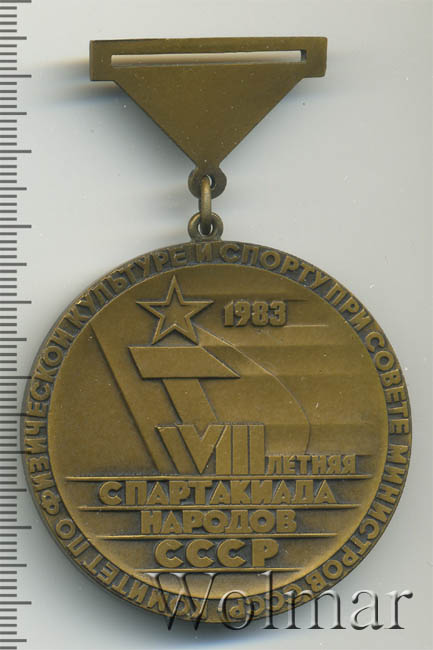 КОМИТЕТ ПО ФИЗИЧЕСКОЙ КУЛЬТУРЕ И СПОРТУ ПРИ СОВЕТЕ МИНИСТРОВ СССР
1983
VIII ЛЕТНЯЯ
СПАРТАКИАДА
НАРОДОВ
СССР
Wolmar